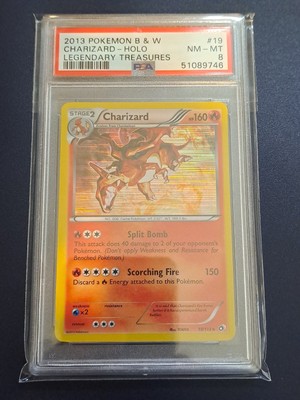 2013 POKEMON B & W #19
CHARIZARD - HOLO NM - MT
LEGENDARY TREASURES 8
PSA 51089746
STAGE2 Charizard HP160
Split Bomb
This attack does 40 damage to 2 of your opponent's
Pokémon. (Don't apply Weakness and Resistance for
Benched Pokémon.)
Scorching Fire 150
Discard a Energy attached to this Pokémon.
weakness resistance
×2
retreat